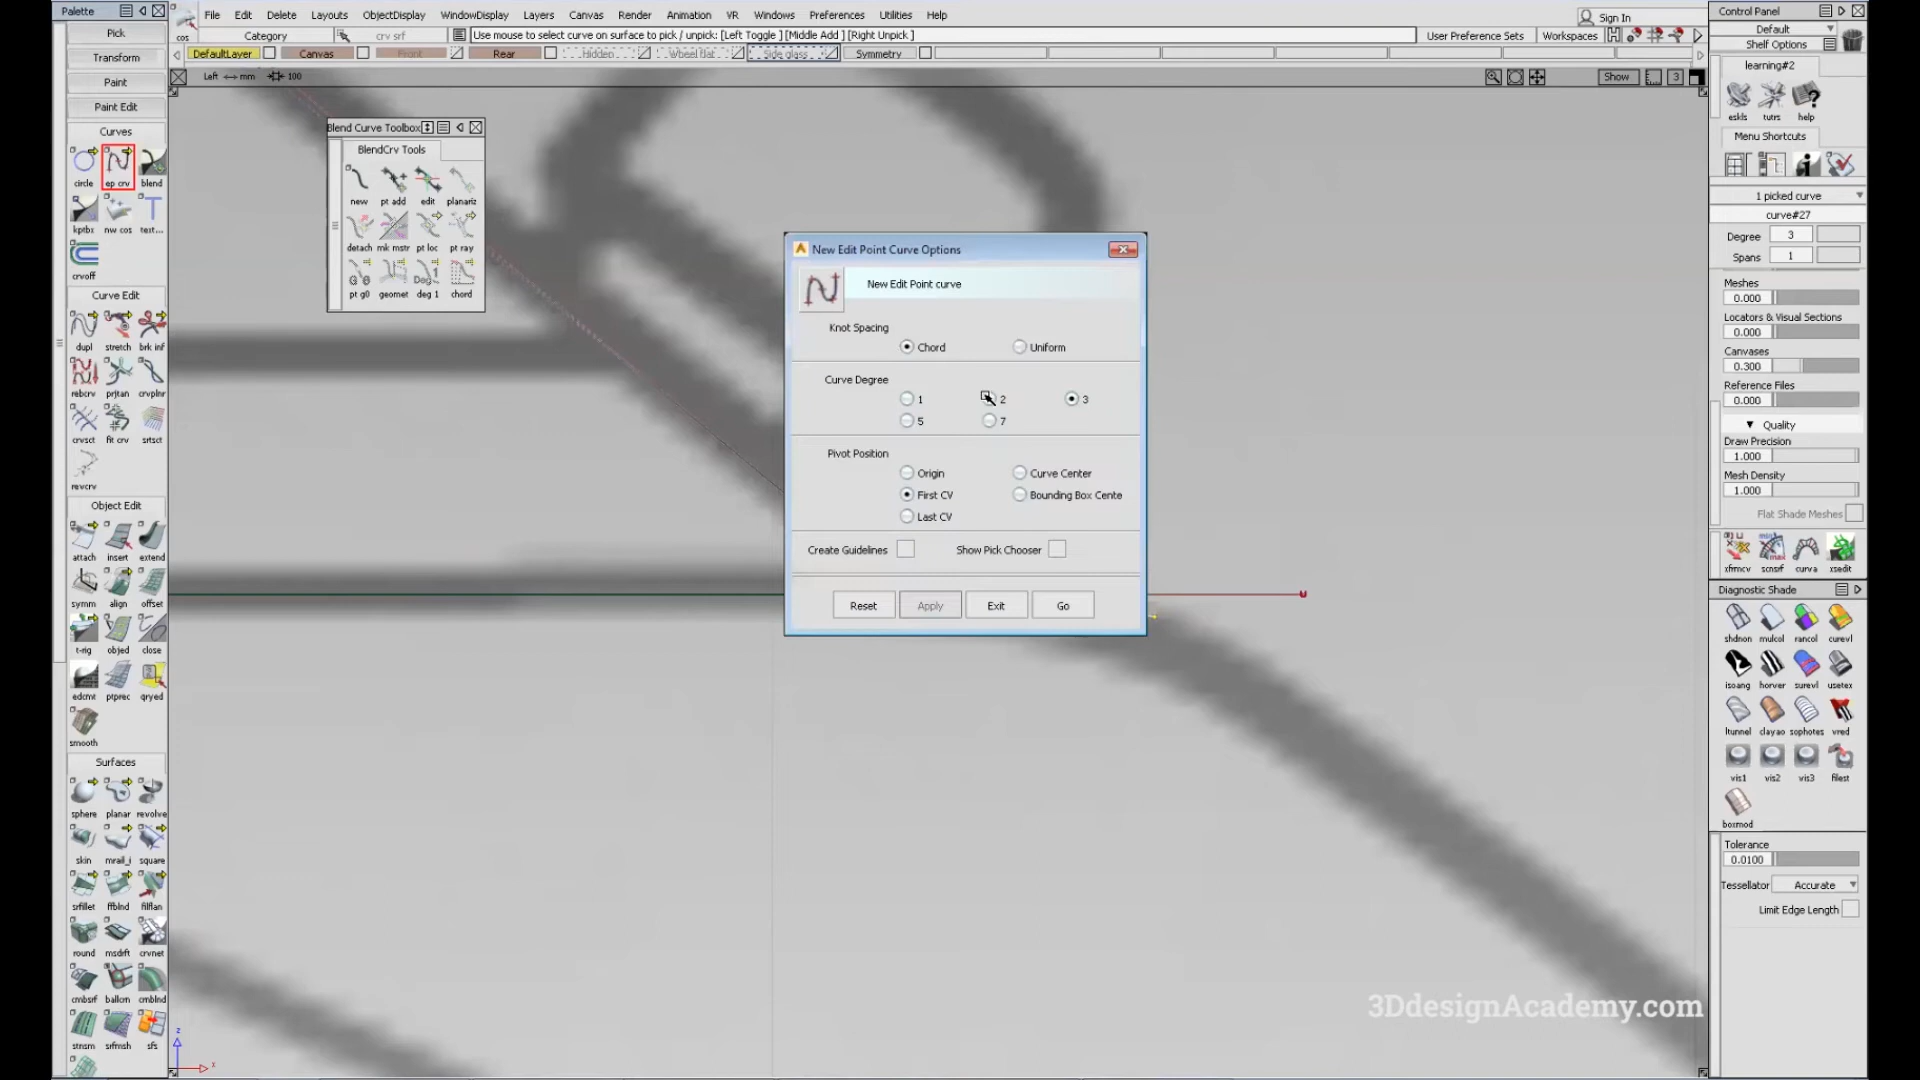 Palette
File Edit Delete Layouts ObjectDisplay WindowDisplay Layers Canvas Render Animation VR Windows Preferences Utilities Help
Sign In
cos
Category
crv srf
Use mouse to select curve on surface to pick / unpick: [Left Toggle ] [Middle Add ] [Right Unpick ]
User Preference Sets
Workspaces
DefaultLayer
Canvas
Front
Rear
Hidden
Wheel flat
Side glass
Symmetry
Left <-> mm
100
Show
3
Pick
Transform
Paint
Paint Edit
Curves
circle ep crv blend
kptbx nw cos text...
crvoff
Curve Edit
dupl stretch brk inf
rebcrv prjtan crvplnr
crvsct fit crv srtsct
revcrv
Object Edit
attach insert extend
symm align offset
t-rig objed close
edcmt ptprec qryed
smooth
Surfaces
sphere planar revolve
skin mrail_i square
srfillet ffblnd filflan
round msdrft crvnet
cmbsrf ballcrn cmblnd
stnsm srfmsh sfs
Blend Curve Toolbox
BlendCrv Tools
new pt add edit planariz
detach mk mstr pt loc pt ray
pt g0 geomet deg 1 chord
New Edit Point Curve Options
New Edit Point curve
Knot Spacing
Chord
Uniform
Curve Degree
1
2
3
5
7
Pivot Position
Origin
Curve Center
First CV
Bounding Box Cente
Last CV
Create Guidelines
Show Pick Chooser
Reset
Apply
Exit
Go
u
z
x
3DdesignAcademy.com
Control Panel
Default
Shelf Options
learning#2
eskls tutrs help
Menu Shortcuts
1 picked curve
curve#27
Degree 3
Spans 1
Meshes
0.000
Locators & Visual Sections
0.000
Canvases
0.300
Reference Files
0.000
Quality
Draw Precision
1.000
Mesh Density
1.000
Flat Shade Meshes
xfrmcv scnsrf curva xsedit
Diagnostic Shade
shdnon mulcol rancol curevl
isoang horver surevl usetex
ltunnel clayao sophotes vred
vis1 vis2 vis3 filest
boxmod
Tolerance
0.0100
Tessellator Accurate
Limit Edge Length